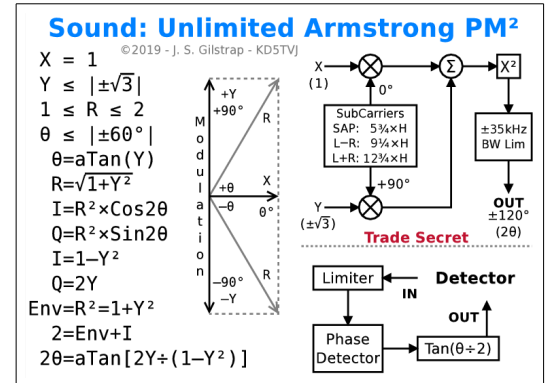 Sound: Unlimited Armstrong PM²
©2019 - J. S. Gilstrap - KD5TVJ
X = 1
Y ≤ |±√3|
1 ≤ R ≤ 2
θ ≤ |±60°|
θ=aTan(Y)
R=√1+Y²
I=R²×Cos2θ
Q=R²×Sin2θ
I=1–Y²
Q=2Y
Env=R²=1+Y²
2=Env+I
2θ=aTan[2Y÷(1–Y²)]
Modulation
+Y
+90°
R
+θ
X
–θ
0°
–90°
–Y
R
X
(1)
Σ
X²
0°
SubCarriers
SAP: 5¾×H
L–R: 9¼×H
L+R: 12¾×H
±35kHz
BW Lim
+90°
Y
(±√3)
OUT
±120°
(2θ)
Trade Secret
Limiter
IN
Detector
OUT
Phase
Detector
Tan(θ÷2)